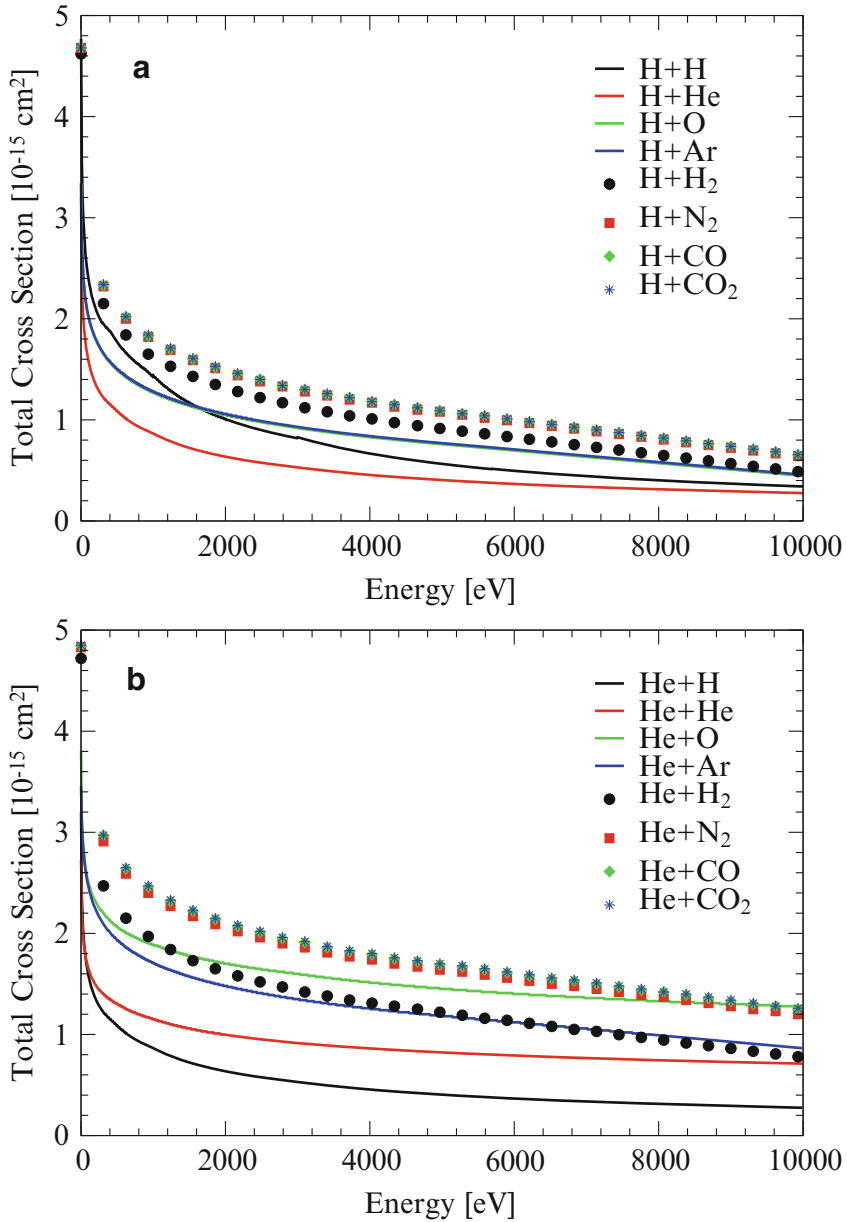 a
5
4
3
2
1
0
Total Cross Section [10⁻¹⁵ cm²]
H+H
H+He
H+O
H+Ar
H+H₂
H+N₂
H+CO
H+CO₂
0 2000 4000 6000 8000 10000
Energy [eV]
b
5
4
3
2
1
0
Total Cross Section [10⁻¹⁵ cm²]
He+H
He+He
He+O
He+Ar
He+H₂
He+N₂
He+CO
He+CO₂
0 2000 4000 6000 8000 10000
Energy [eV]